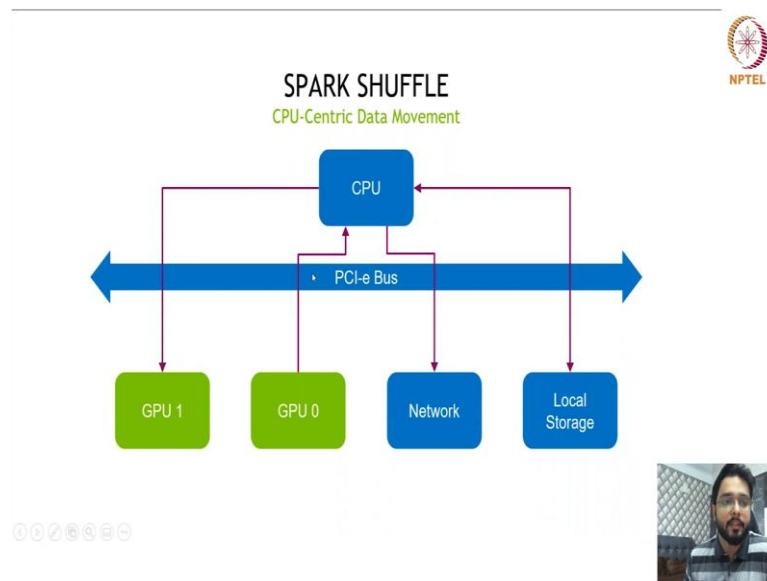 NPTEL
SPARK SHUFFLE
CPU-Centric Data Movement
CPU
PCI-e Bus
GPU 1
GPU 0
Network
Local
Storage